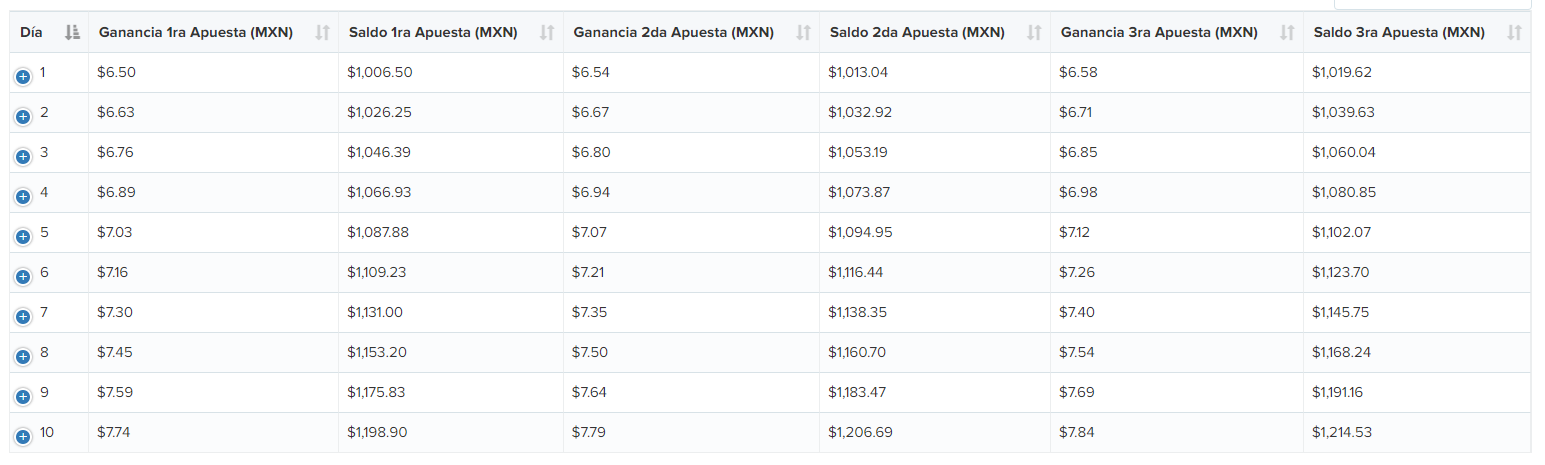 Día Ganancia 1ra Apuesta (MXN) Saldo 1ra Apuesta (MXN) Ganancia 2da Apuesta (MXN) Saldo 2da Apuesta (MXN) Ganancia 3ra Apuesta (MXN) Saldo 3ra Apuesta (MXN)
1 $6.50 $1,006.50 $6.54 $1,013.04 $6.58 $1,019.62
2 $6.63 $1,026.25 $6.67 $1,032.92 $6.71 $1,039.63
3 $6.76 $1,046.39 $6.80 $1,053.19 $6.85 $1,060.04
4 $6.89 $1,066.93 $6.94 $1,073.87 $6.98 $1,080.85
5 $7.03 $1,087.88 $7.07 $1,094.95 $7.12 $1,102.07
6 $7.16 $1,109.23 $7.21 $1,116.44 $7.26 $1,123.70
7 $7.30 $1,131.00 $7.35 $1,138.35 $7.40 $1,145.75
8 $7.45 $1,153.20 $7.50 $1,160.70 $7.54 $1,168.24
9 $7.59 $1,175.83 $7.64 $1,183.47 $7.69 $1,191.16
10 $7.74 $1,198.90 $7.79 $1,206.69 $7.84 $1,214.53